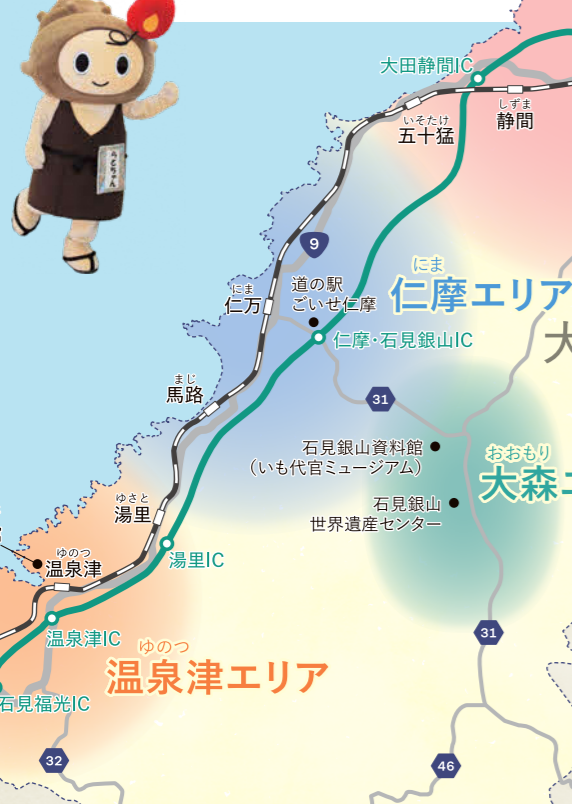 らとちゃん
大田静間IC
しずま
静間
いそたけ
五十猛
9
にま
仁摩エリア
道の駅
ごいせ仁摩
にま
仁万
仁摩・石見銀山IC
大
まじ
馬路
31
石見銀山資料館
(いも代官ミュージアム)
おおもり
大森エ
石見銀山
世界遺産センター
ゆさと
湯里
湯里IC
ゆのつ
温泉津
温泉津IC
31
ゆのつ
温泉津エリア
石見福光IC
32
46